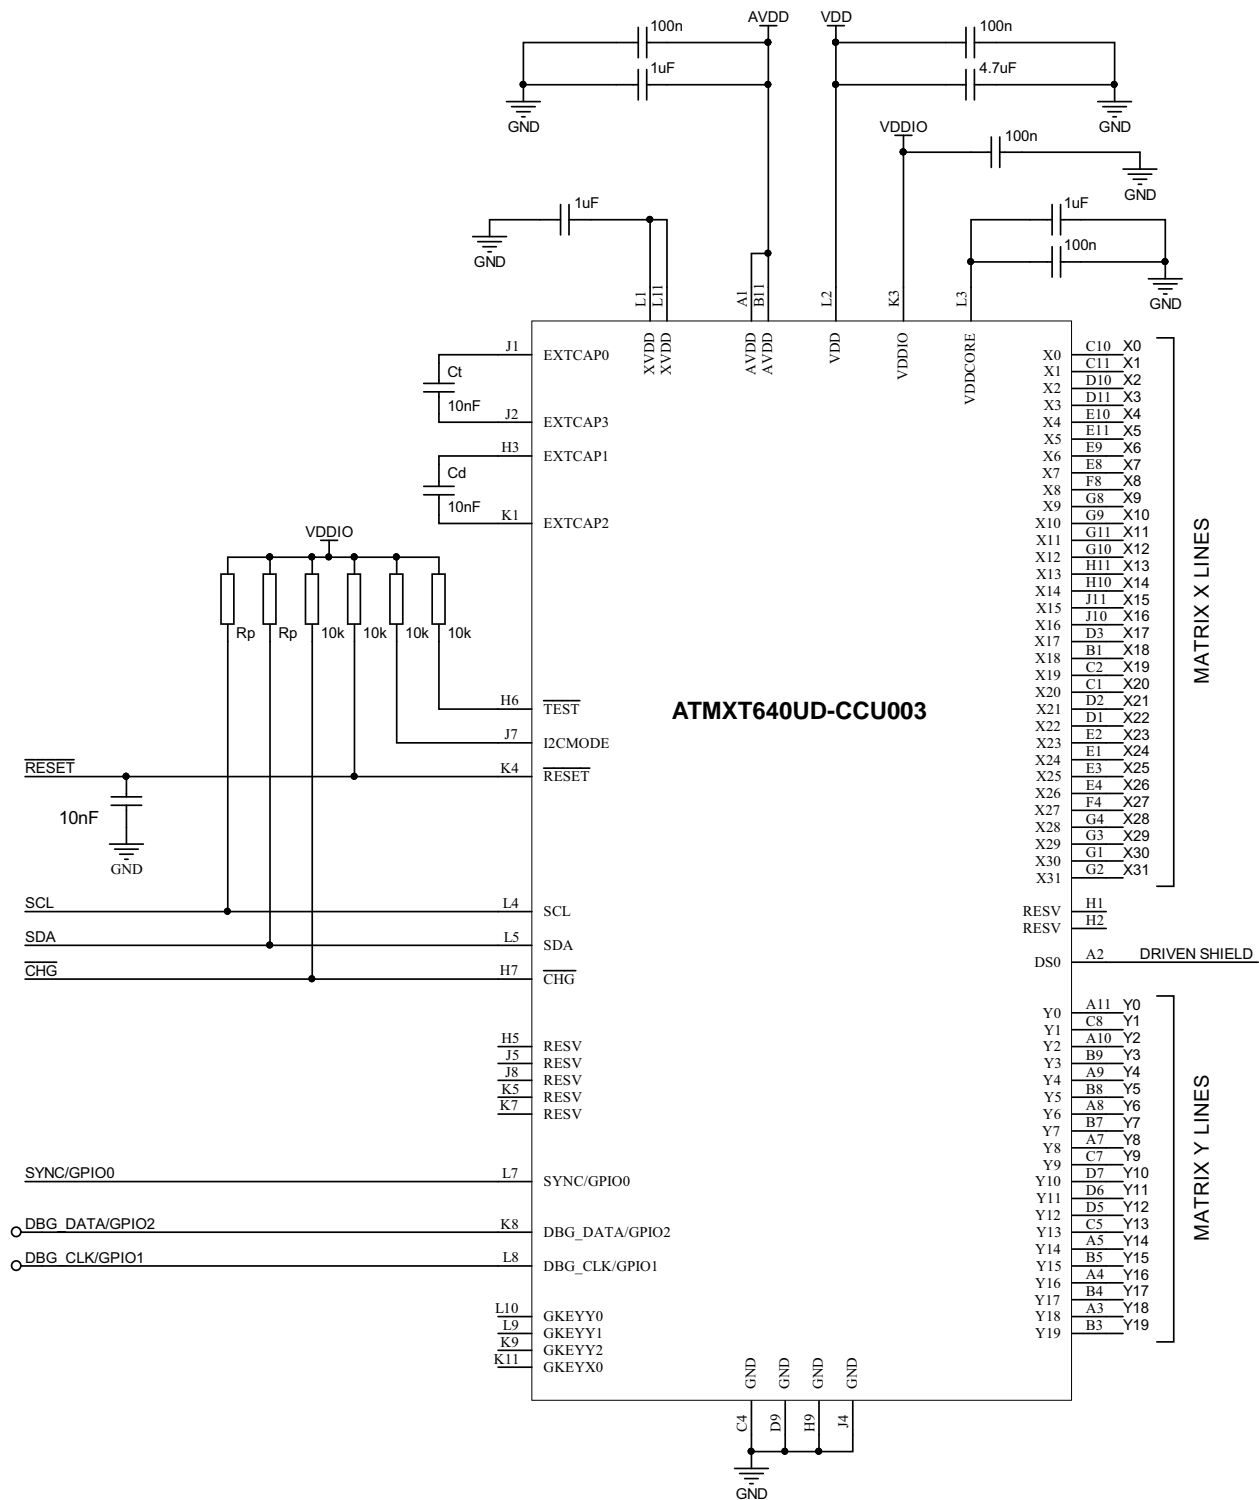 AVDD
VDD
100n
100n
1uF
4.7uF
GND
GND
VDDIO
100n
GND
1uF
1uF
GND
100n
GND
L1
L11
A1
B11
L2
K3
L3
XVDD
XVDD
AVDD
AVDD
VDD
VDDIO
VDDCORE
J1 EXTCAP0
Ct
10nF
J2 EXTCAP3
H3 EXTCAP1
Cd
10nF
K1 EXTCAP2
VDDIO
Rp Rp 10k 10k 10k 10k
ATMXT640UD-CCU003
H6 TEST
J7 I2CMODE
RESET K4 RESET
10nF
GND
SCL L4 SCL
SDA L5 SDA
CHG H7 CHG
H5 RESV
J5 RESV
J8 RESV
K5 RESV
K7 RESV
SYNC/GPIO0 L7 SYNC/GPIO0
DBG_DATA/GPIO2 K8 DBG_DATA/GPIO2
DBG_CLK/GPIO1 L8 DBG_CLK/GPIO1
L10 GKEYY0
L9 GKEYY1
K9 GKEYY2
K11 GKEYX0
X0 C10 X0
X1 C11 X1
X2 D10 X2
X3 D11 X3
X4 E10 X4
X5 E11 X5
X6 E9 X6
X7 E8 X7
X8 F8 X8
X9 G8 X9
X10 G9 X10
X11 G11 X11
X12 G10 X12
X13 H11 X13
X14 H10 X14
X15 J11 X15
X16 J10 X16
X17 D3 X17
X18 B1 X18
X19 C2 X19
X20 C1 X20
X21 D2 X21
X22 D1 X22
X23 E2 X23
X24 E1 X24
X25 E3 X25
X26 E4 X26
X27 F4 X27
X28 G4 X28
X29 G3 X29
X30 G1 X30
X31 G2 X31
MATRIX X LINES
RESV H1
RESV H2
DS0 A2 DRIVEN SHIELD
Y0 A11 Y0
Y1 C8 Y1
Y2 A10 Y2
Y3 B9 Y3
Y4 A9 Y4
Y5 B8 Y5
Y6 A8 Y6
Y7 B7 Y7
Y8 A7 Y8
Y9 C7 Y9
Y10 D7 Y10
Y11 D6 Y11
Y12 D5 Y12
Y13 C5 Y13
Y14 A5 Y14
Y15 B5 Y15
Y16 A4 Y16
Y17 B4 Y17
Y18 A3 Y18
Y19 B3 Y19
MATRIX Y LINES
GND
GND
GND
GND
C4
D9
H9
J4
GND